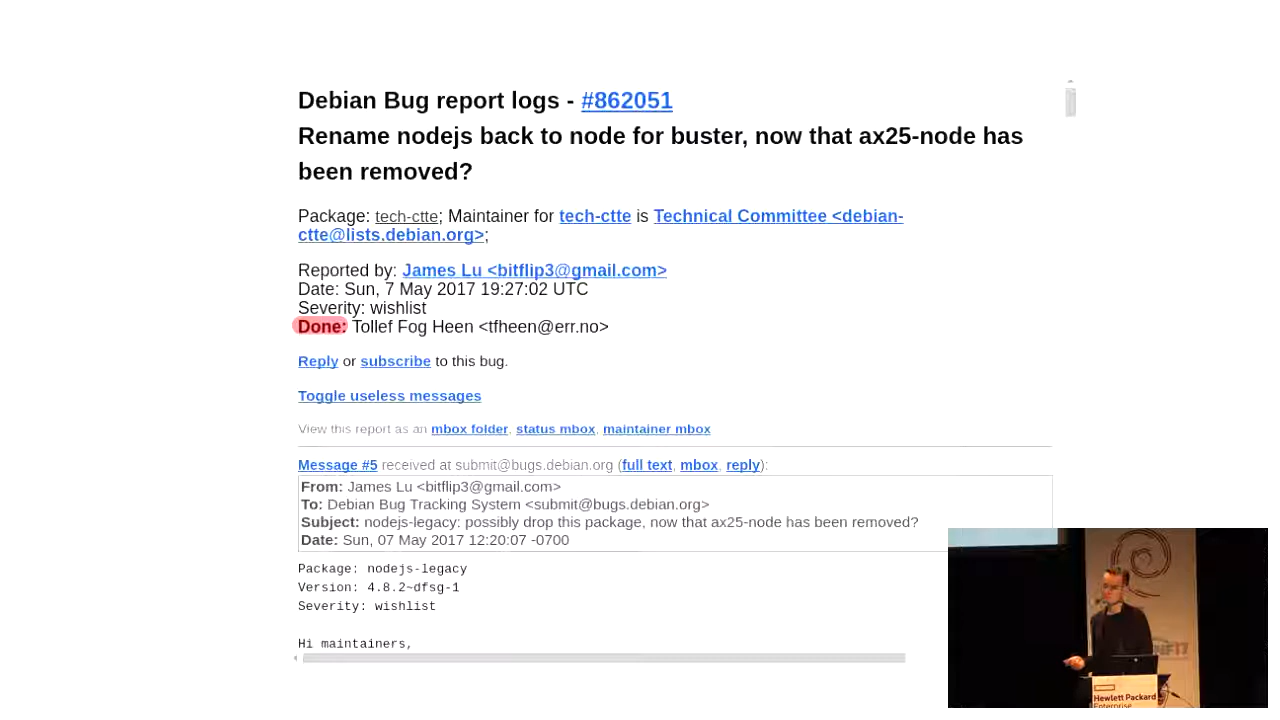 Debian Bug report logs - #862051
Rename nodejs back to node for buster, now that ax25-node has
been removed?
Package: tech-ctte; Maintainer for tech-ctte is Technical Committee <debian-
ctte@lists.debian.org>;
Reported by: James Lu <bitflip3@gmail.com>
Date: Sun, 7 May 2017 19:27:02 UTC
Severity: wishlist
Done: Tollef Fog Heen <tfheen@err.no>
Reply or subscribe to this bug.
Toggle useless messages
View this report as an mbox folder, status mbox, maintainer mbox
Message #5 received at submit@bugs.debian.org (full text, mbox, reply):
From: James Lu <bitflip3@gmail.com>
To: Debian Bug Tracking System <submit@bugs.debian.org>
Subject: nodejs-legacy: possibly drop this package, now that ax25-node has been removed?
Date: Sun, 07 May 2017 12:20:07 -0700
Package: nodejs-legacy
Version: 4.8.2~dfsg-1
Severity: wishlist
Hi maintainers,
Hewlett Packard
Enterprise